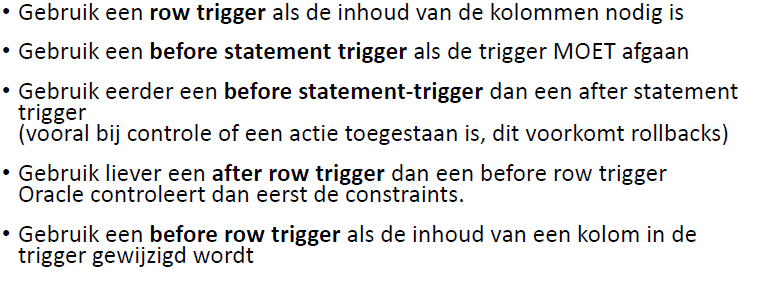 • Gebruik een row trigger als de inhoud van de kolommen nodig is
• Gebruik een before statement trigger als de trigger MOET afgaan
• Gebruik eerder een before statement-trigger dan een after statement
trigger
(vooral bij controle of een actie toegestaan is, dit voorkomt rollbacks)
• Gebruik liever een after row trigger dan een before row trigger
Oracle controleert dan eerst de constraints.
• Gebruik een before row trigger als de inhoud van een kolom in de
trigger gewijzigd wordt